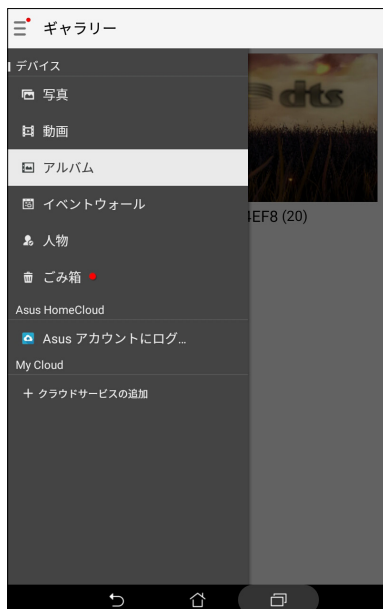 ギャラリー
デバイス
写真
動画
アルバム
イベントウォール
人物
ごみ箱
Asus HomeCloud
Asus アカウントにログ...
My Cloud
+ クラウドサービスの追加
dts
4EF8 (20)